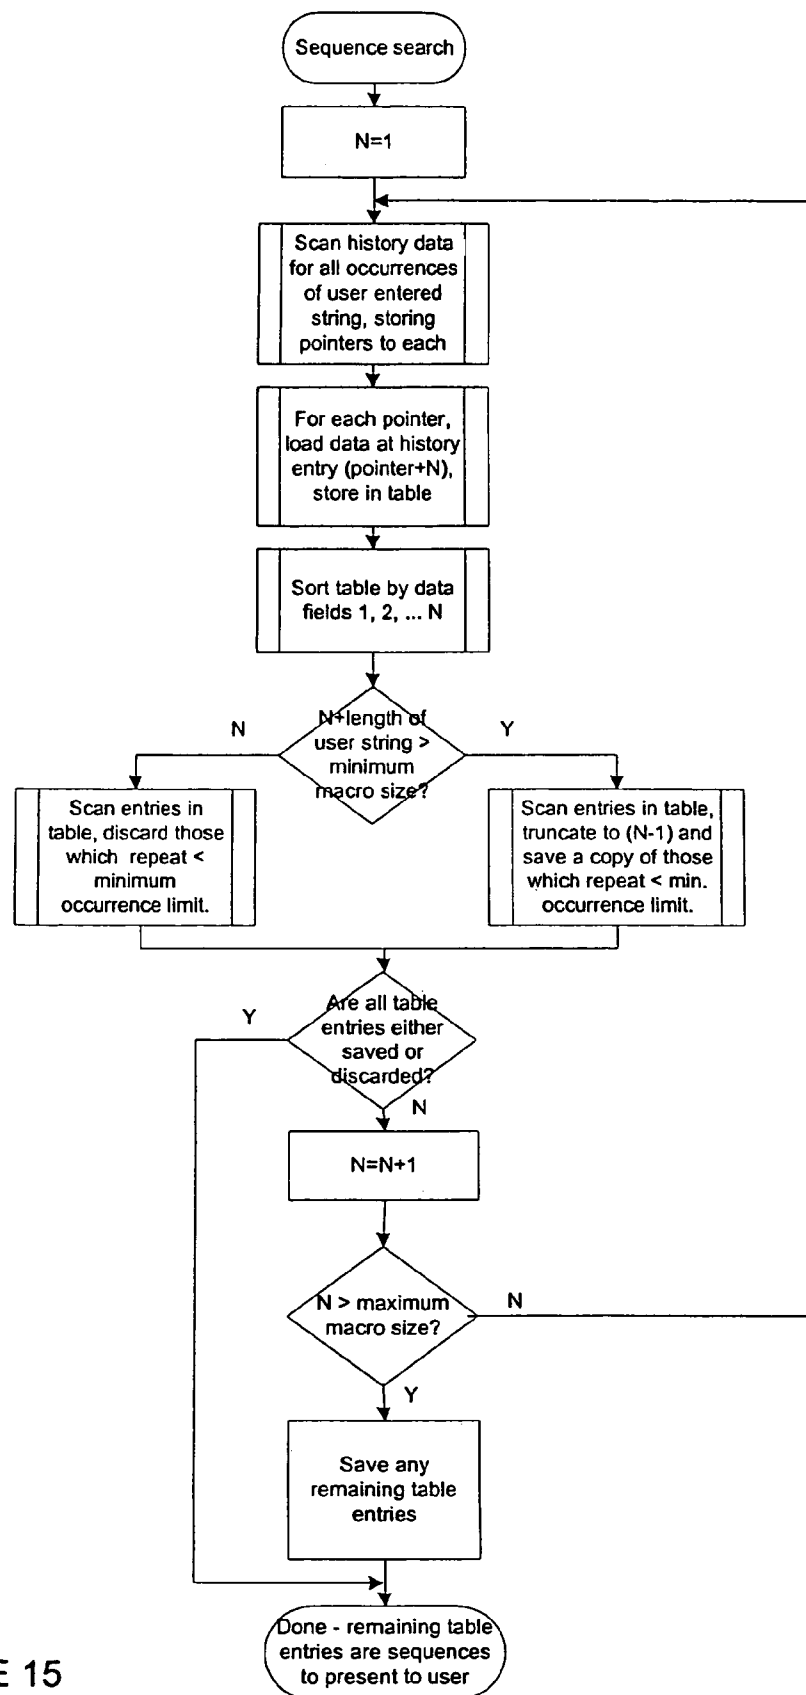 Sequence search
N=1
Scan history data
for all occurrences
of user entered
string, storing
pointers to each
For each pointer,
load data at history
entry (pointer+N),
store in table
Sort table by data
fields 1, 2, ... N
N+length of
user string >
minimum
macro size?
N
Y
Scan entries in
table, discard those
which repeat <
minimum
occurrence limit.
Scan entries in table,
truncate to (N-1) and
save a copy of those
which repeat < min.
occurrence limit.
Are all table
entries either
saved or
discarded?
Y
N
N=N+1
N > maximum
macro size?
N
Y
Save any
remaining table
entries
Done - remaining table
entries are sequences
to present to user
E 15